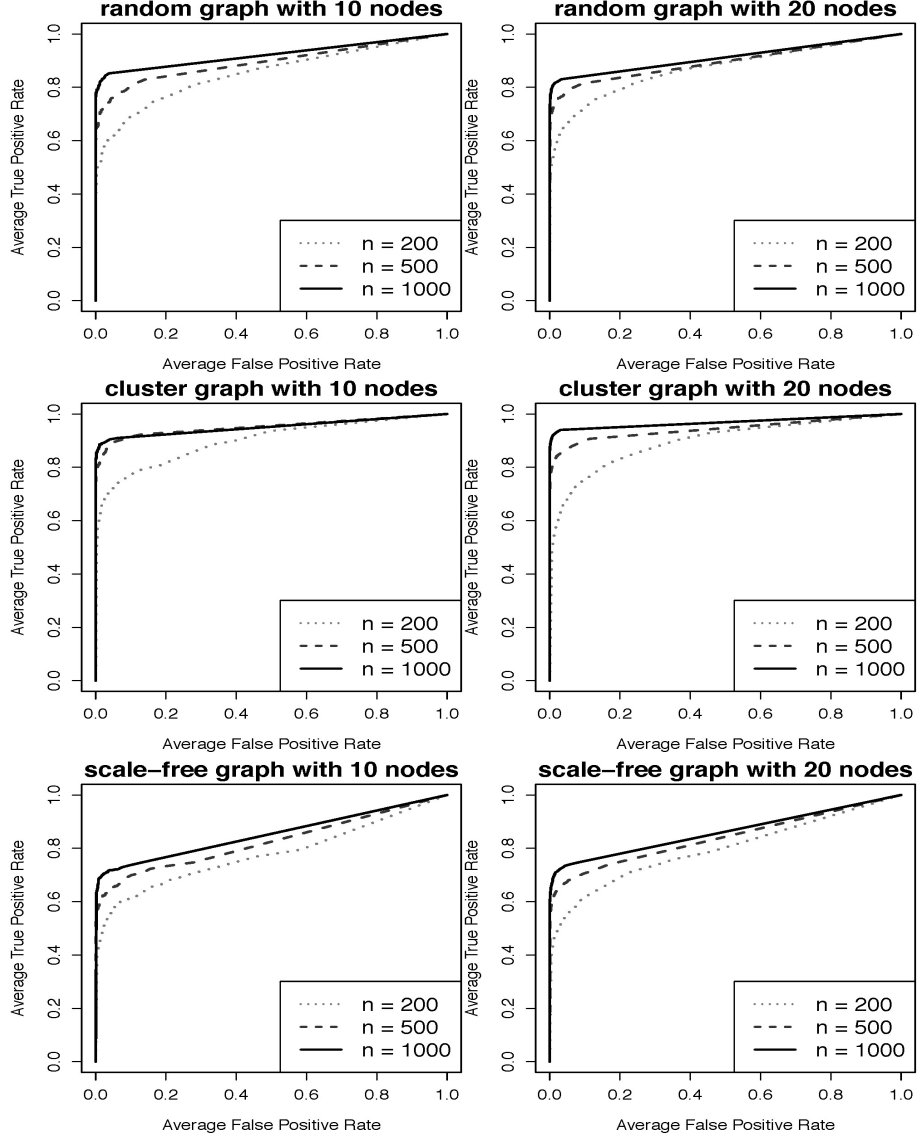 random graph with 10 nodes
Average True Positive Rate
1.0
0.8
0.6
0.4
0.2
0.0
n = 200
n = 500
n = 1000
0.0 0.2 0.4 0.6 0.8 1.0
Average False Positive Rate
random graph with 20 nodes
Average True Positive Rate
1.0
0.8
0.6
0.4
0.2
0.0
n = 200
n = 500
n = 1000
0.0 0.2 0.4 0.6 0.8 1.0
Average False Positive Rate
cluster graph with 10 nodes
Average True Positive Rate
1.0
0.8
0.6
0.4
0.2
0.0
n = 200
n = 500
n = 1000
0.0 0.2 0.4 0.6 0.8 1.0
Average False Positive Rate
cluster graph with 20 nodes
Average True Positive Rate
1.0
0.8
0.6
0.4
0.2
0.0
n = 200
n = 500
n = 1000
0.0 0.2 0.4 0.6 0.8 1.0
Average False Positive Rate
scale−free graph with 10 nodes
Average True Positive Rate
1.0
0.8
0.6
0.4
0.2
0.0
n = 200
n = 500
n = 1000
0.0 0.2 0.4 0.6 0.8 1.0
Average False Positive Rate
scale−free graph with 20 nodes
Average True Positive Rate
1.0
0.8
0.6
0.4
0.2
0.0
n = 200
n = 500
n = 1000
0.0 0.2 0.4 0.6 0.8 1.0
Average False Positive Rate